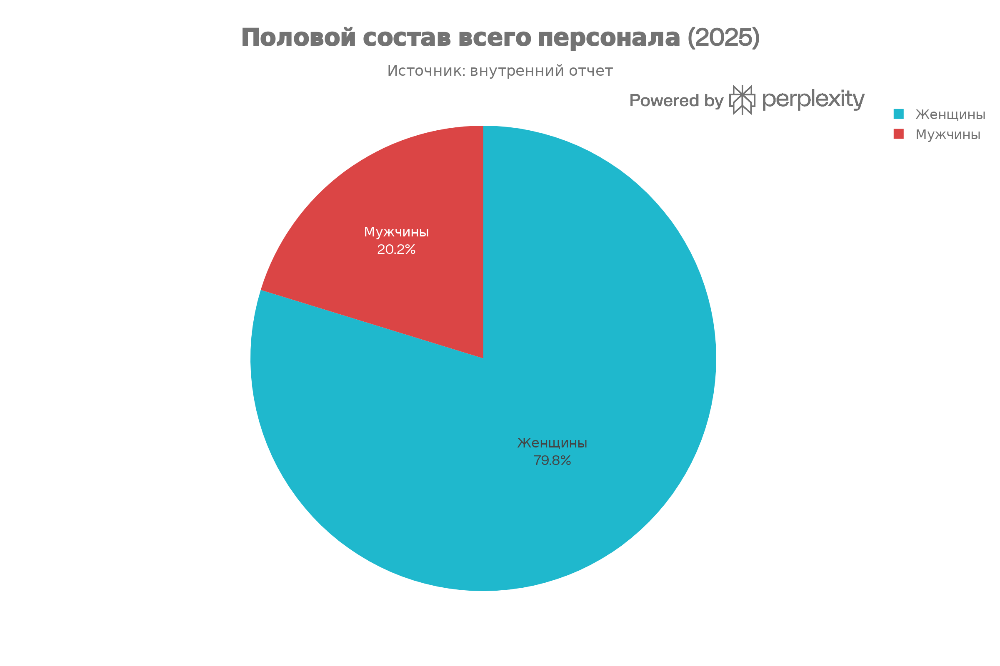 Половой состав всего персонала (2025)
Источник: внутренний отчет
Powered by perplexity
Женщины
Мужчины
Мужчины
20.2%
Женщины
79.8%